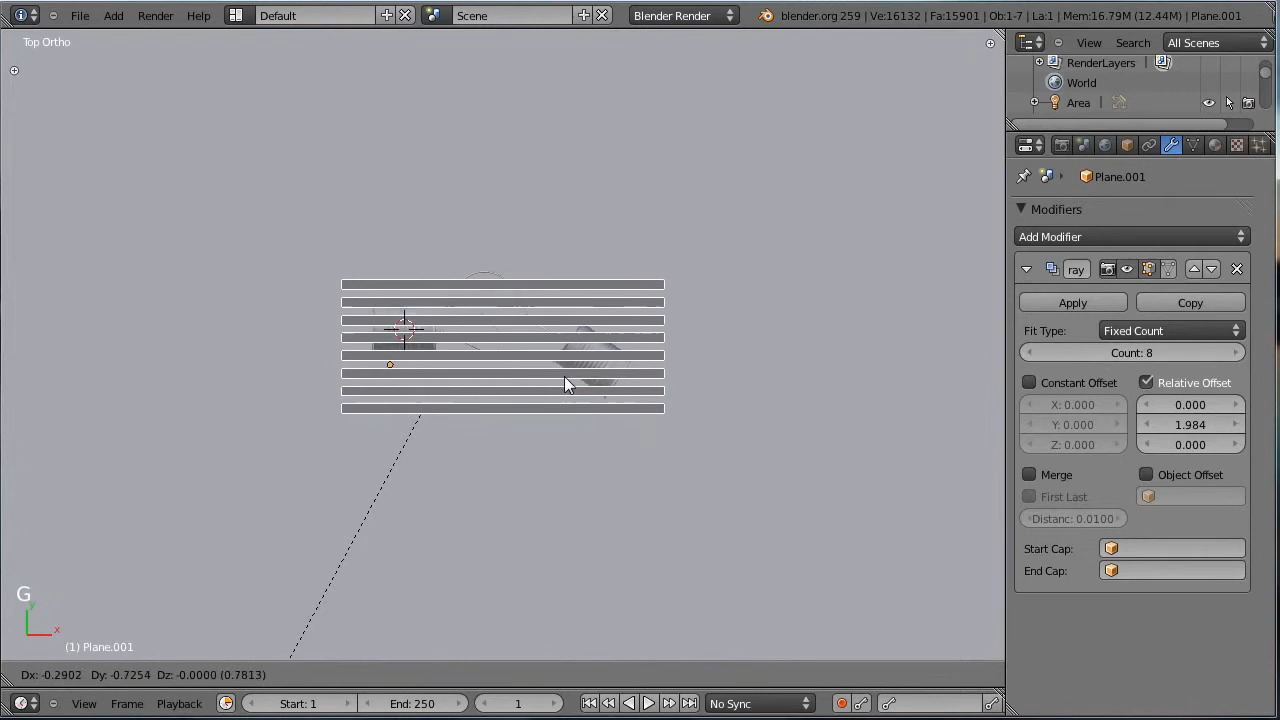 File Add Render Help Default Scene Blender Render blender.org 259 | Ve:16132 | Fa:15901 | Ob:1-7 | La:1 | Mem:16.79M (12.44M) | Plane.001
Top Ortho
View Search All Scenes
RenderLayers
World
Area
Plane.001
Modifiers
Add Modifier
ray
Apply Copy
Fit Type: Fixed Count
Count: 8
Constant Offset Relative Offset
X: 0.000 0.000
Y: 0.000 1.984
Z: 0.000 0.000
Merge Object Offset
First Last
Distanc: 0.0100
Start Cap:
End Cap:
G
y
x
(1) Plane.001
Dx: -0.2902 Dy: -0.7254 Dz: -0.0000 (0.7813)
View Frame Playback Start: 1 End: 250 1 No Sync